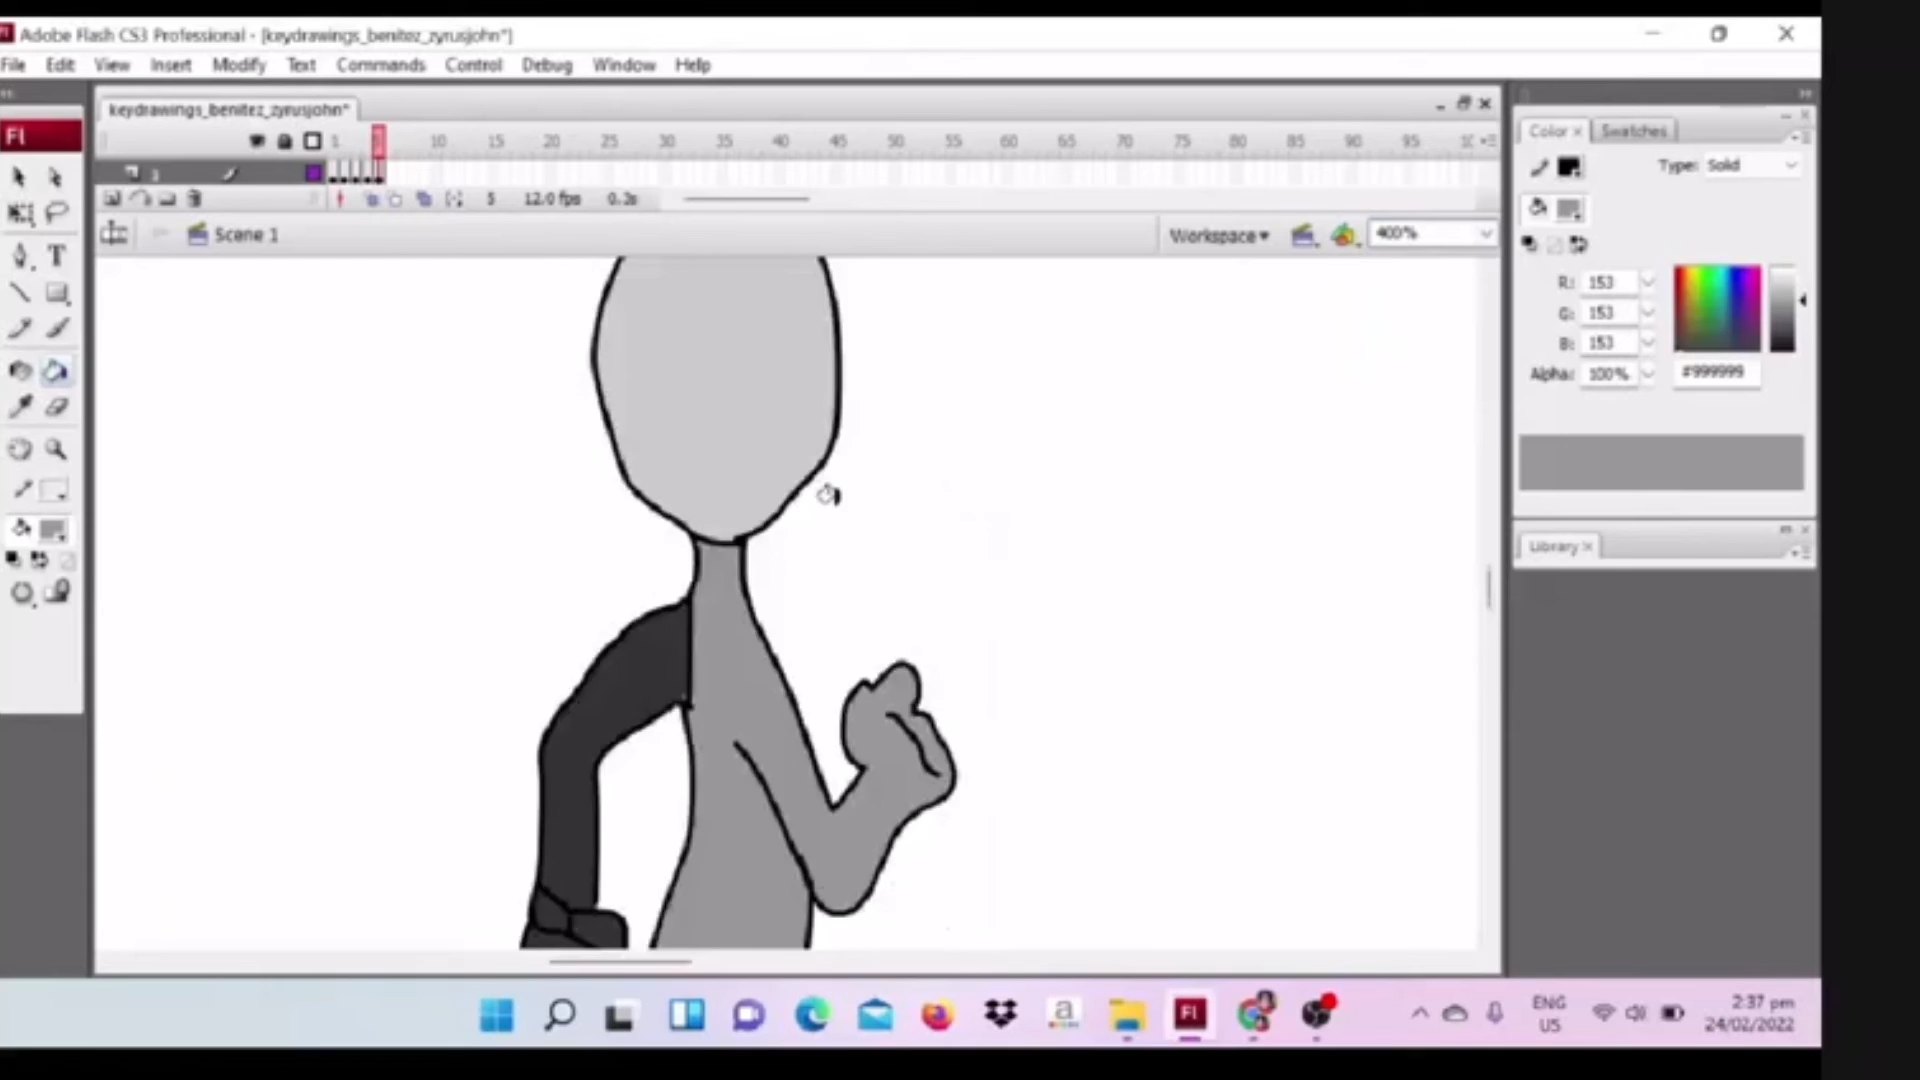 Adobe Flash CS3 Professional - [keydrawings_benitez_zyrusjohn*]
File Edit View Insert Modify Text Commands Control Debug Window Help
keydrawings_benitez_zyrusjohn*
Fl
1 10 15 20 25 30 35 40 45 50 55 60 65 70 75 80 85 90 95
5 12.0 fps 0.3s
Scene 1
Workspace
400%
Color Swatches
Type: Solid
R: 153
G: 153
B: 153
Alpha: 100%
#999999
Library
T
a
Fl
ENG
US
2:37 pm
24/02/2022